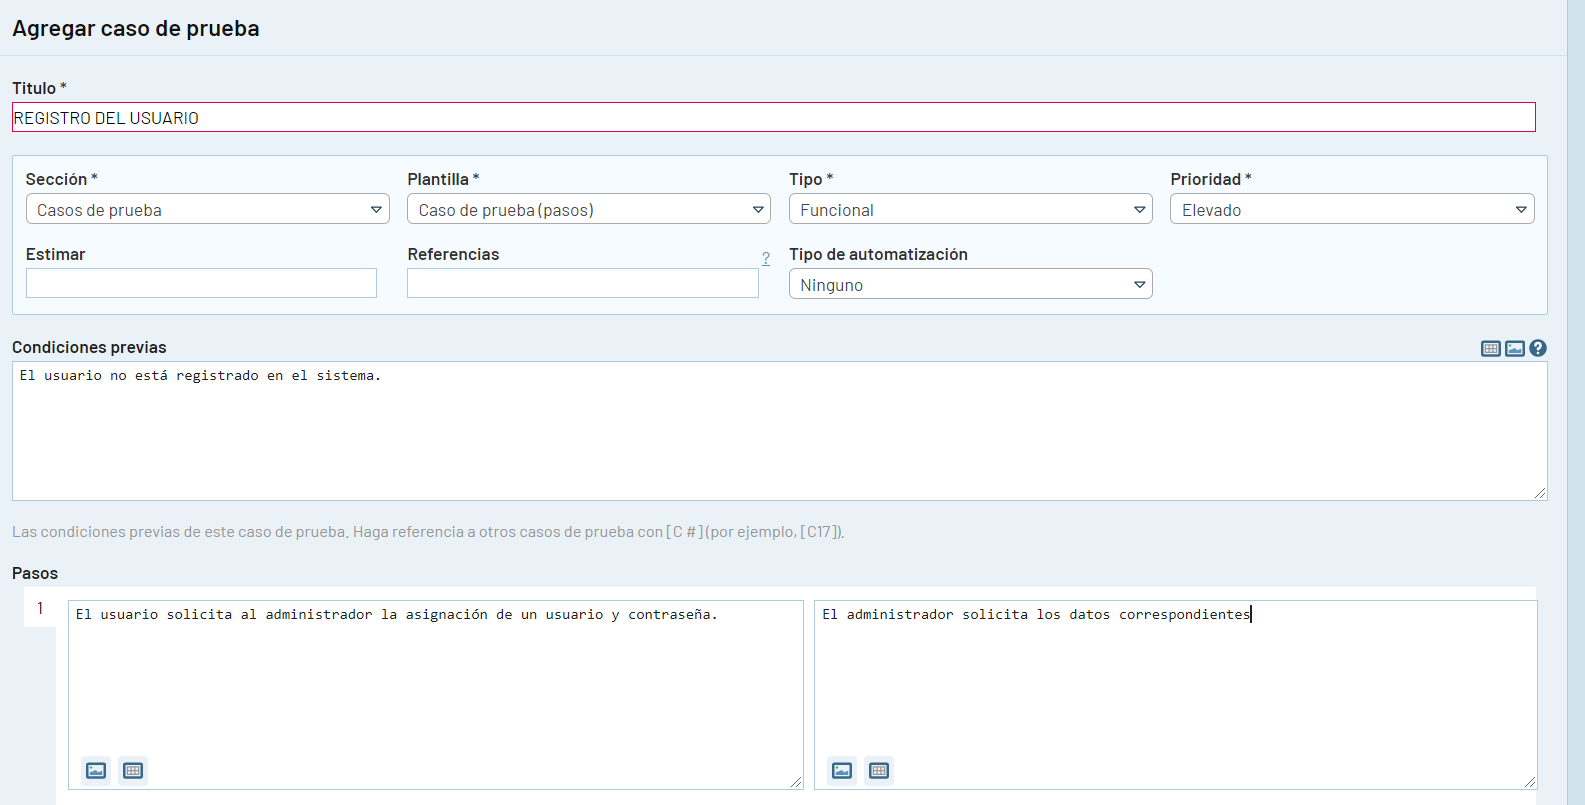 Agregar caso de prueba
Titulo *
REGISTRO DEL USUARIO
Sección * Plantilla * Tipo * Prioridad *
Casos de prueba Caso de prueba (pasos) Funcional Elevado
Estimar Referencias ? Tipo de automatización
Ninguno
Condiciones previas
El usuario no está registrado en el sistema.
Las condiciones previas de este caso de prueba. Haga referencia a otros casos de prueba con [C #] (por ejemplo, [C17]).
Pasos
1 El usuario solicita al administrador la asignación de un usuario y contraseña. El administrador solicita los datos correspondientes